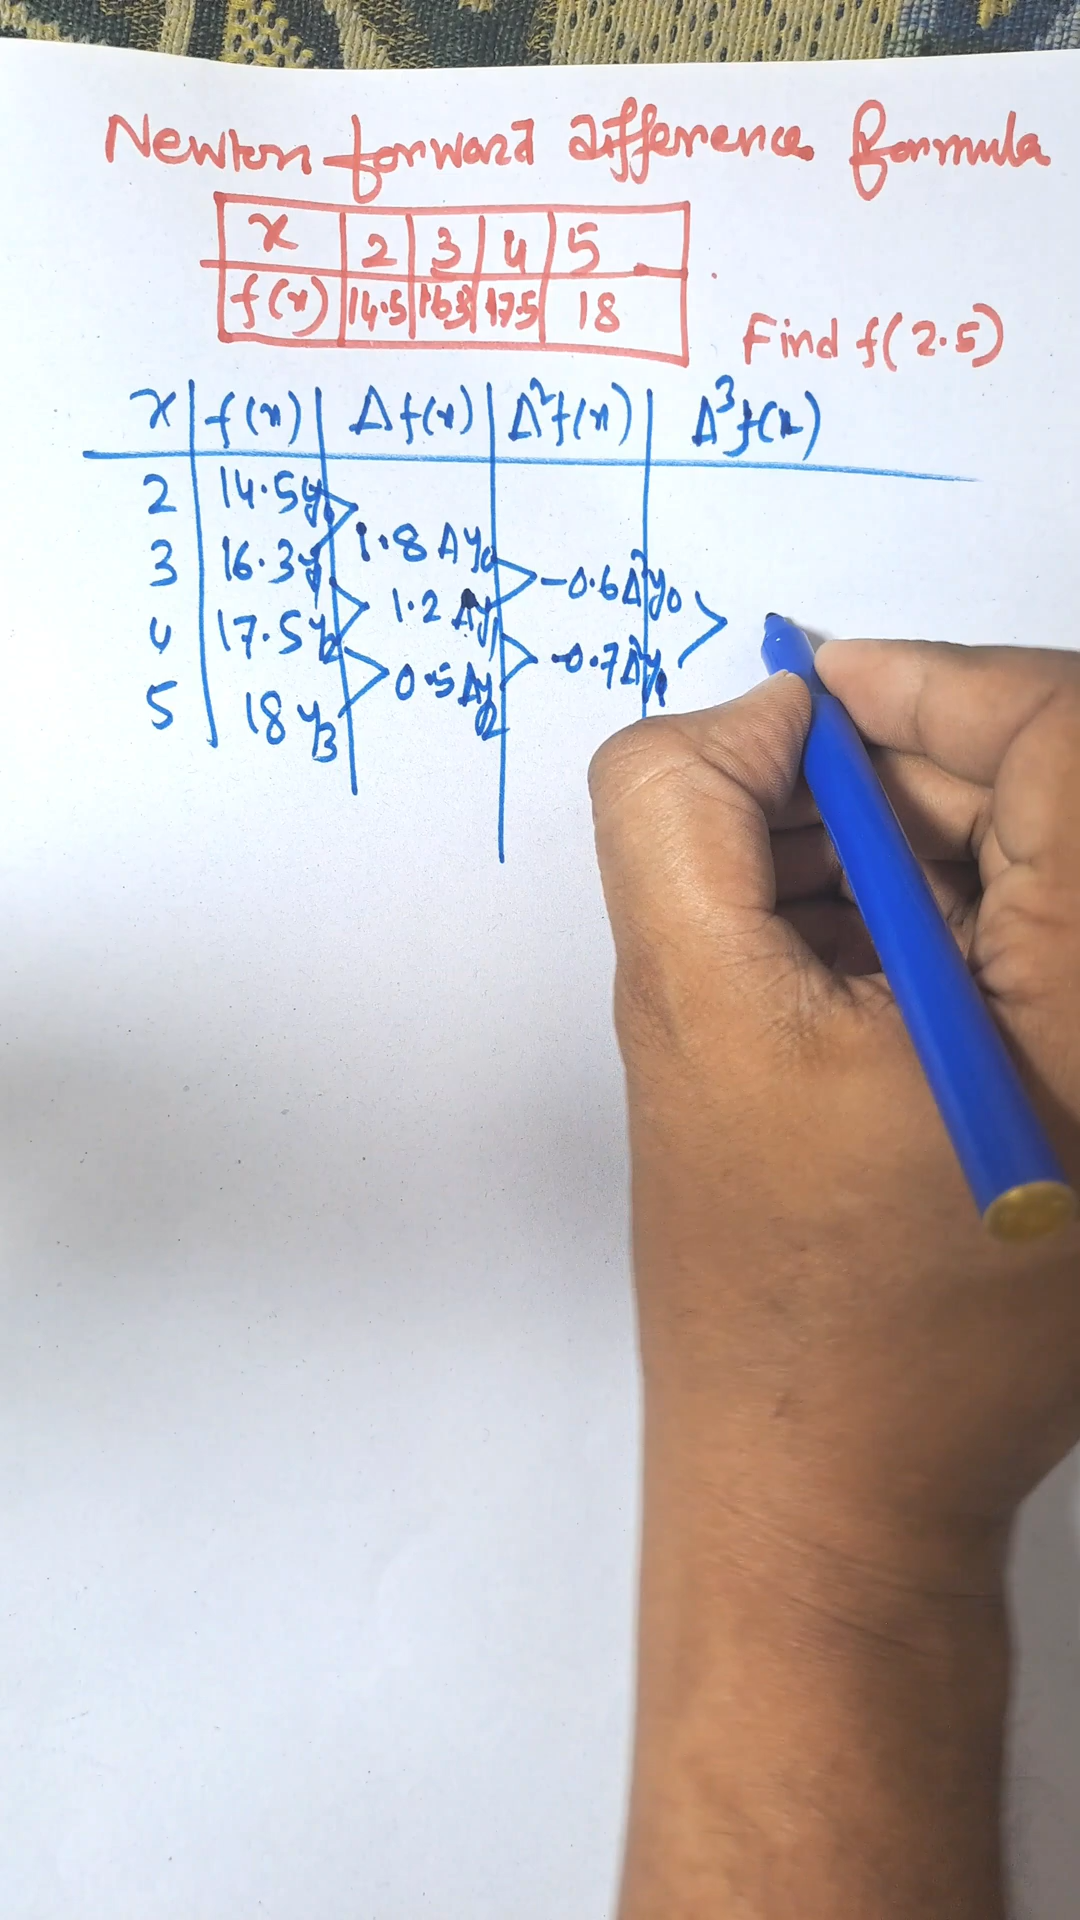 Newton forward difference formula
x 2 3 4 5
f(x) 14.5 16.3 17.5 18
Find f(2.5)
x f(x) Δf(x) Δ²f(x) Δ³f(x)
2 14.5 y₀
1.8 Δy₀
3 16.3 y₁ -0.6 Δ²y₀
1.2 Δy₁
4 17.5 y₂ -0.7 Δ²y₁
0.5 Δy₂
5 18 y₃